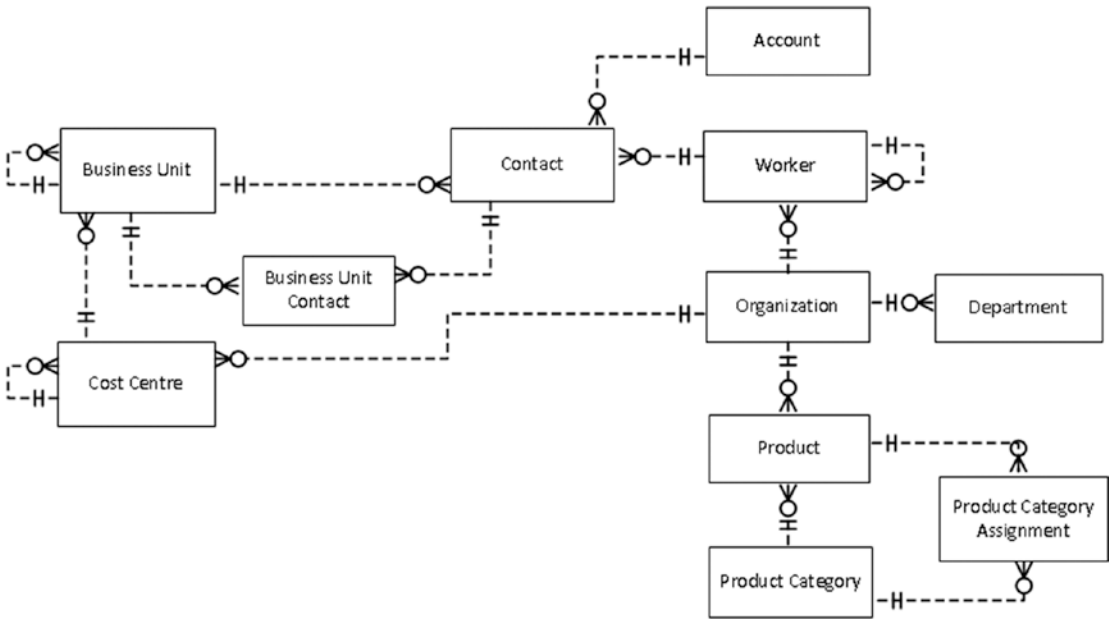 Account
Business Unit
Contact
Worker
Business Unit
Contact
Organization
Department
Cost Centre
Product
Product Category
Assignment
Product Category